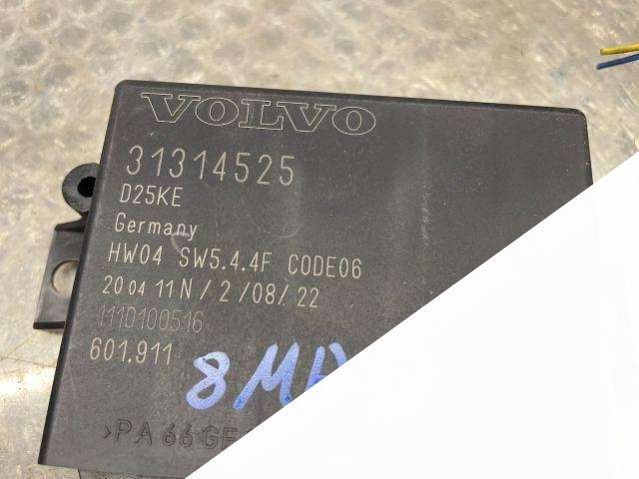 VOLVO
31314525
D25KE
Germany
HW04 SW5.4.4F CODE06
20 04 11 N / 2 / 08 / 22
1110100516
601.911
>PA 66 GF